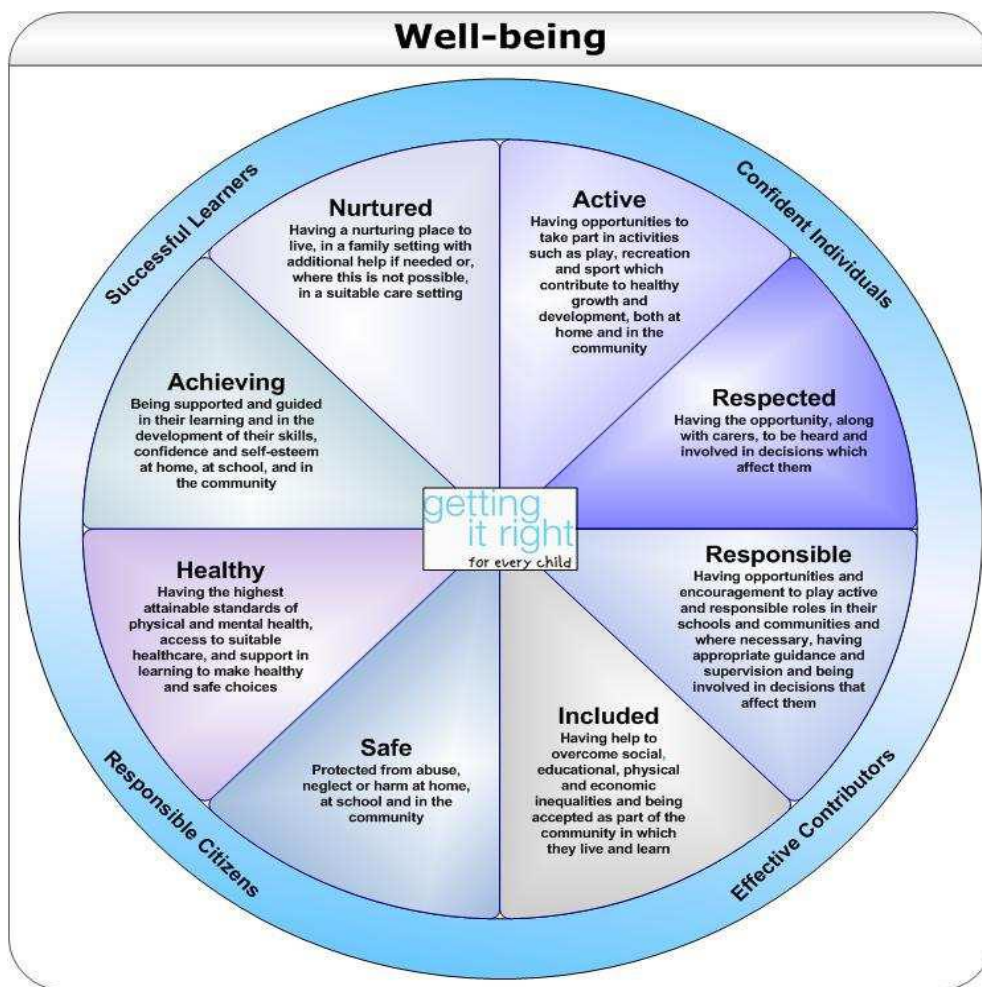 Well-being
Successful Learners
Confident Individuals
Nurtured
Having a nurturing place to
live, in a family setting with
additional help if needed or,
where this is not possible,
in a suitable care setting
Active
Having opportunities to
take part in activities
such as play, recreation
and sport which
contribute to healthy
growth and
development, both at
home and in the
community
Achieving
Being supported and guided
in their learning and in the
development of their skills,
confidence and self-esteem
at home, at school, and in
the community
Respected
Having the opportunity, along
with carers, to be heard and
involved in decisions which
affect them
getting
it right
for every child
Healthy
Having the highest
attainable standards of
physical and mental health,
access to suitable
healthcare, and support in
learning to make healthy
and safe choices
Responsible
Having opportunities and
encouragement to play active
and responsible roles in their
schools and communities and
where necessary, having
appropriate guidance and
supervision and being
involved in decisions that
affect them
Safe
Protected from abuse,
neglect or harm at home,
at school and in the
community
Included
Having help to
overcome social,
educational, physical
and economic
inequalities and being
accepted as part of the
community in which
they live and learn
Responsible Citizens
Effective Contributors